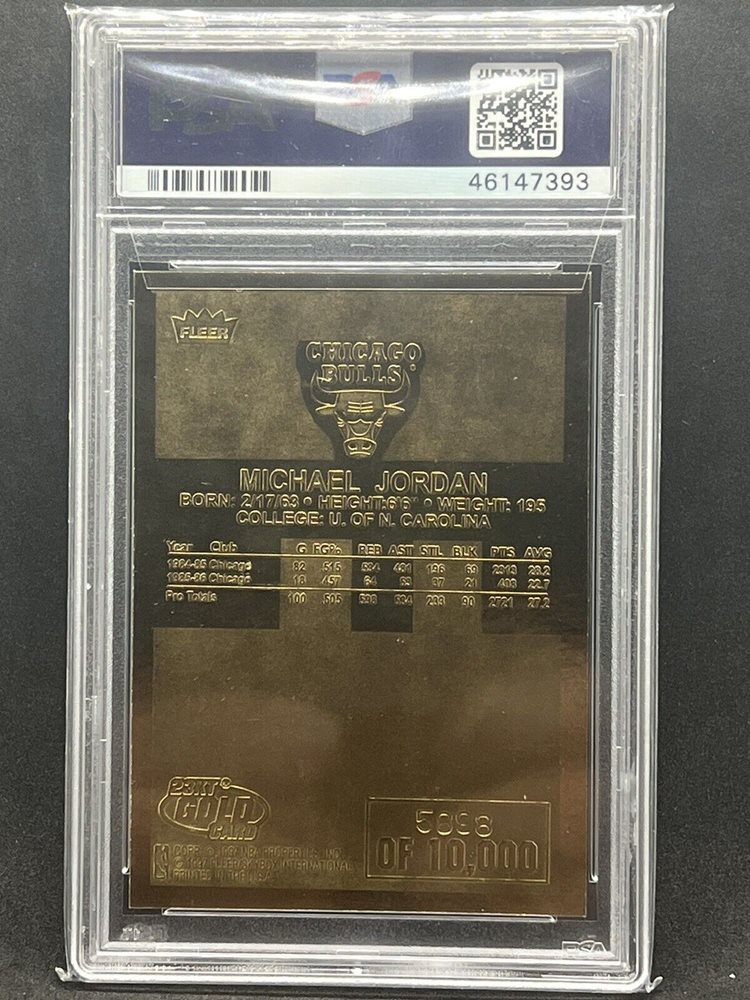 PSA
46147393
FLEER
CHICAGO
BULLS
MICHAEL JORDAN
BORN: 2/17/63 • HEIGHT:6'6" • WEIGHT: 195
COLLEGE: U. OF N. CAROLINA
Year Club G FG% REB AST STL BLK PTS AVG
1984-85 Chicago 82 .515 534 481 196 69 2313 28.2
1985-86 Chicago 18 .457 64 53 37 21 408 22.7
Pro Totals 100 .505 598 534 233 90 2721 27.2
23KT
GOLD
CARD
5098
OF 10,000
PRINTED IN THE U.S.A.
PSA